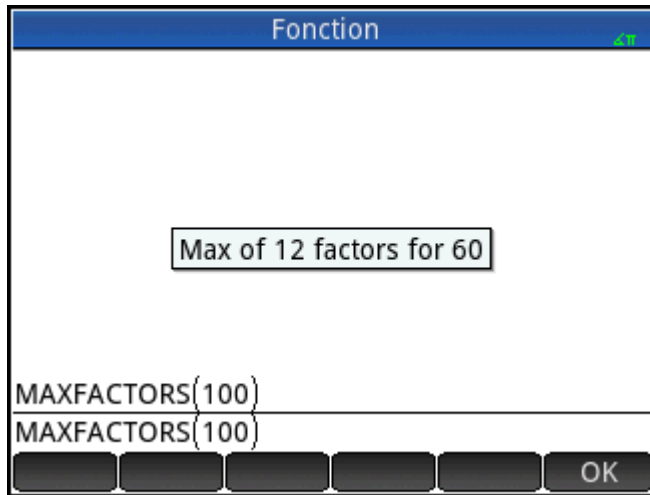 Fonction
∡π
Max of 12 factors for 60
MAXFACTORS(100)
MAXFACTORS(100)
OK